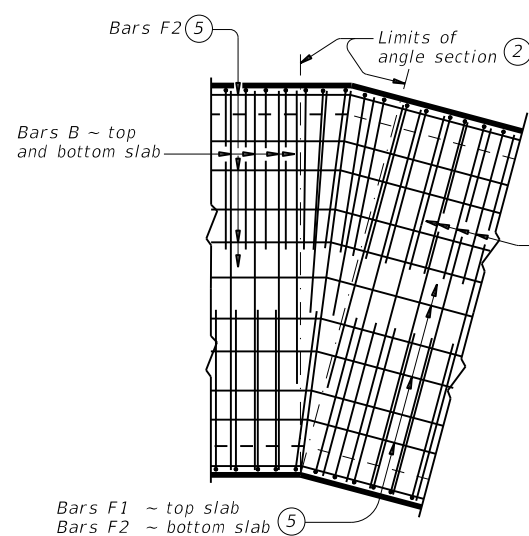 Bars F2 5
Limits of
angle section 2
Bars B ~ top
and bottom slab
Bars F1 ~ top slab
Bars F2 ~ bottom slab 5